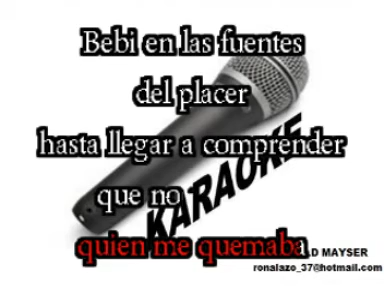 Bebi en las fuentes
del placer
hasta llegar a comprender
que no
quien me quemaba
KARAOKE
D MAYSER
ronalazo_37@hotmail.com